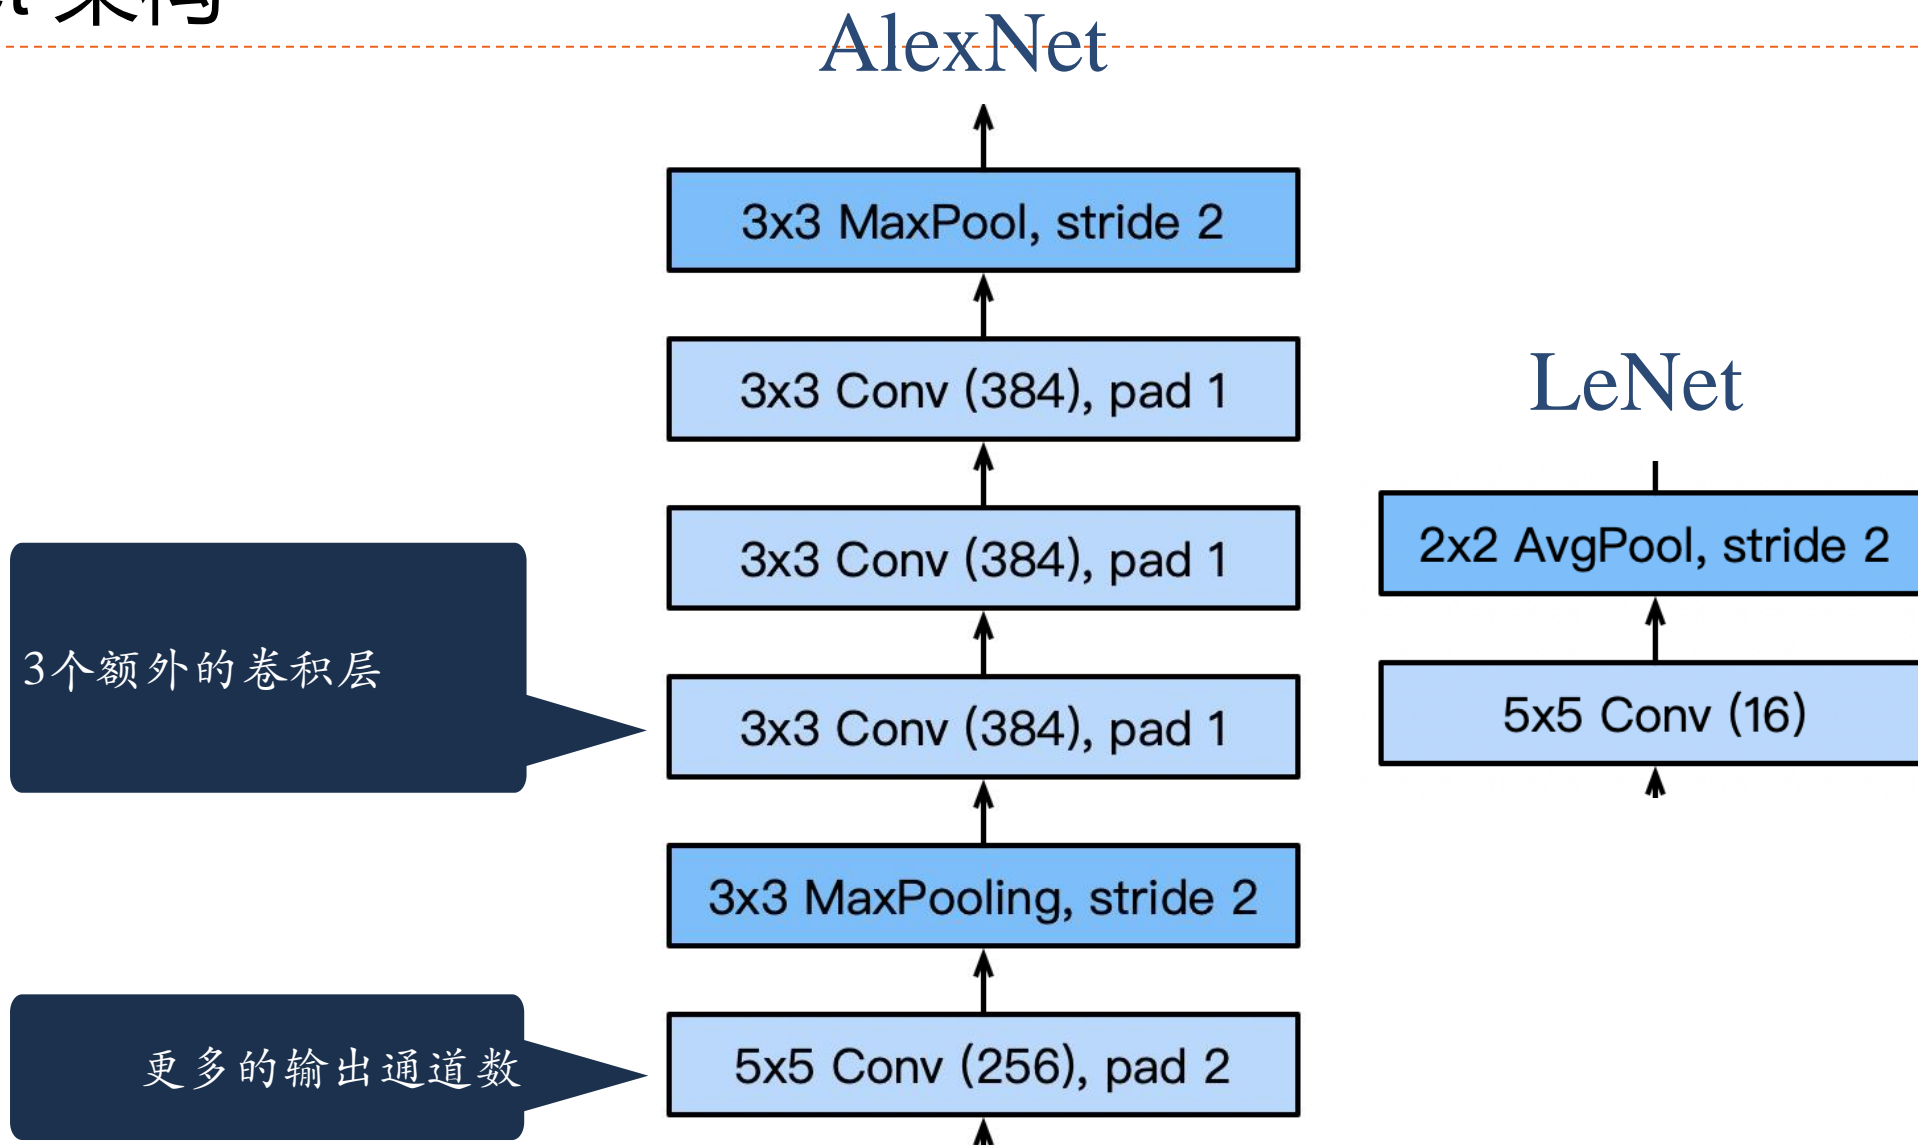 架构
AlexNet
3x3 MaxPool, stride 2
3x3 Conv (384), pad 1
3x3 Conv (384), pad 1
3x3 Conv (384), pad 1
3x3 MaxPooling, stride 2
5x5 Conv (256), pad 2
3个额外的卷积层
更多的输出通道数
LeNet
2x2 AvgPool, stride 2
5x5 Conv (16)